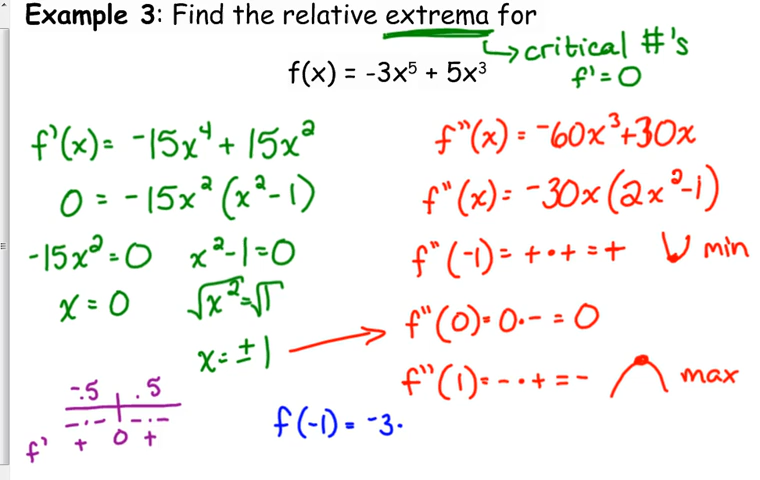 Example 3: Find the relative extrema for
→ critical #'s
f(x) = -3x⁵ + 5x³
f' = 0
f'(x) = -15x⁴ + 15x²
0 = -15x² (x² - 1)
-15x² = 0 x² - 1 = 0
x = 0 √x² = √1
x = ± 1
f"(x) = -60x³ + 30x
f"(x) = -30x (2x² - 1)
f"(-1) = + • + = + min
f"(0) = 0 • - = 0
f"(1) = - • + = - max
-.5 .5
- • - - • -
f' + 0 +
f(-1) = -3 •